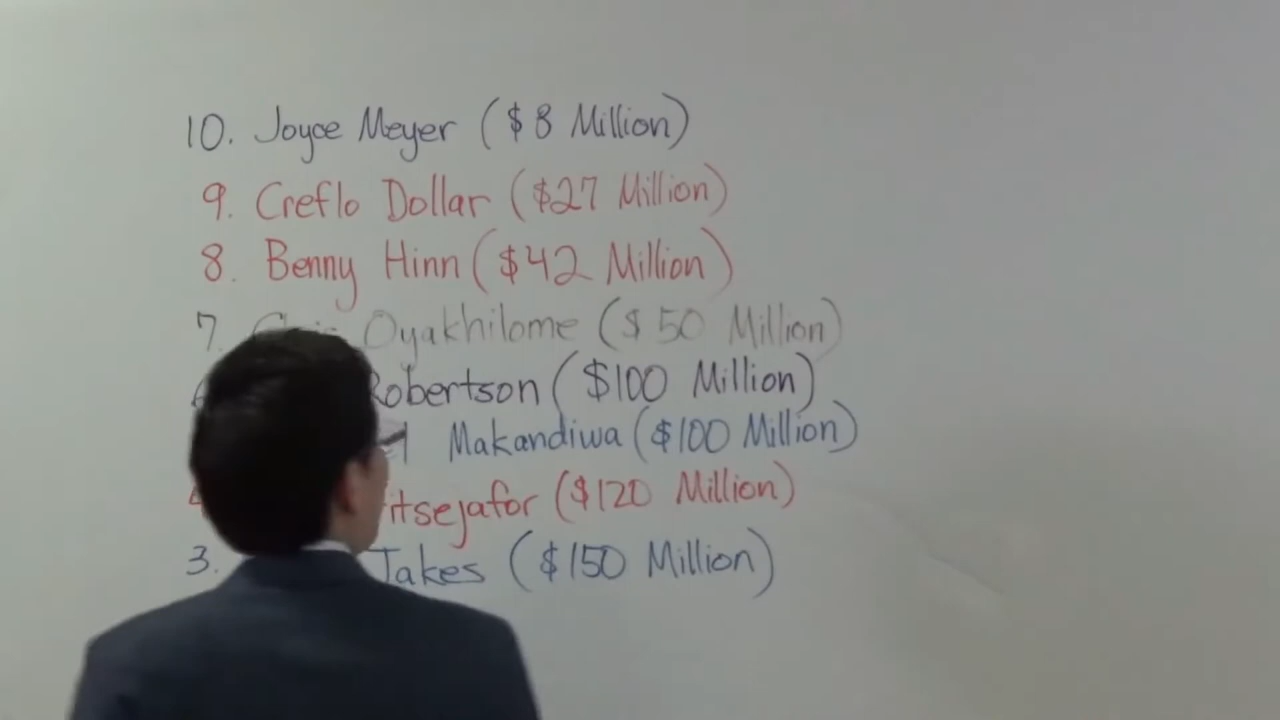 10. Joyce Meyer ($8 Million)
9. Creflo Dollar ($27 Million)
8. Benny Hinn ($42 Million)
7. Oyakhilome ($50 Million)
Robertson ($100 Million)
Makandiwa ($100 Million)
itsejafor ($120 Million)
3. Jakes ($150 Million)